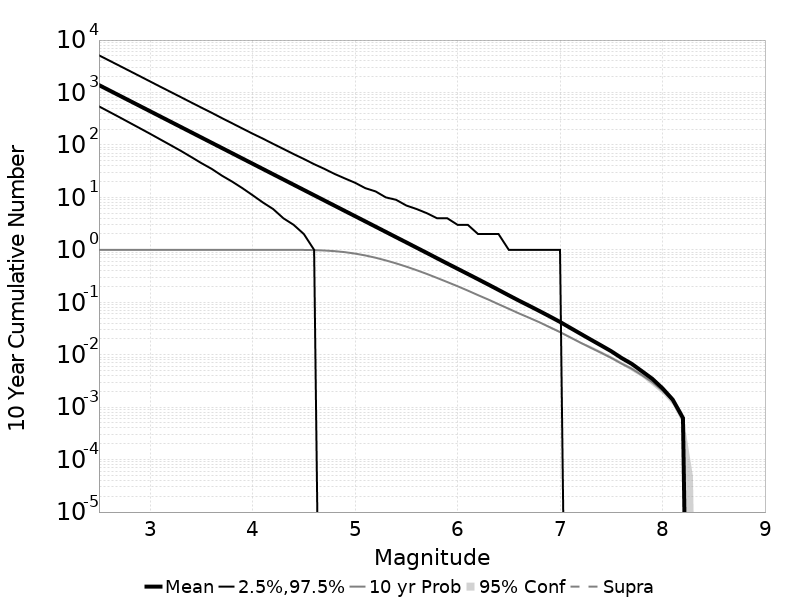 10^4
10^3
10^2
10^1
10^0
10^-1
10^-2
10^-3
10^-4
10^-5
10 Year Cumulative Number
3 4 5 6 7 8 9
Magnitude
Mean 2.5%,97.5% 10 yr Prob 95% Conf Supra